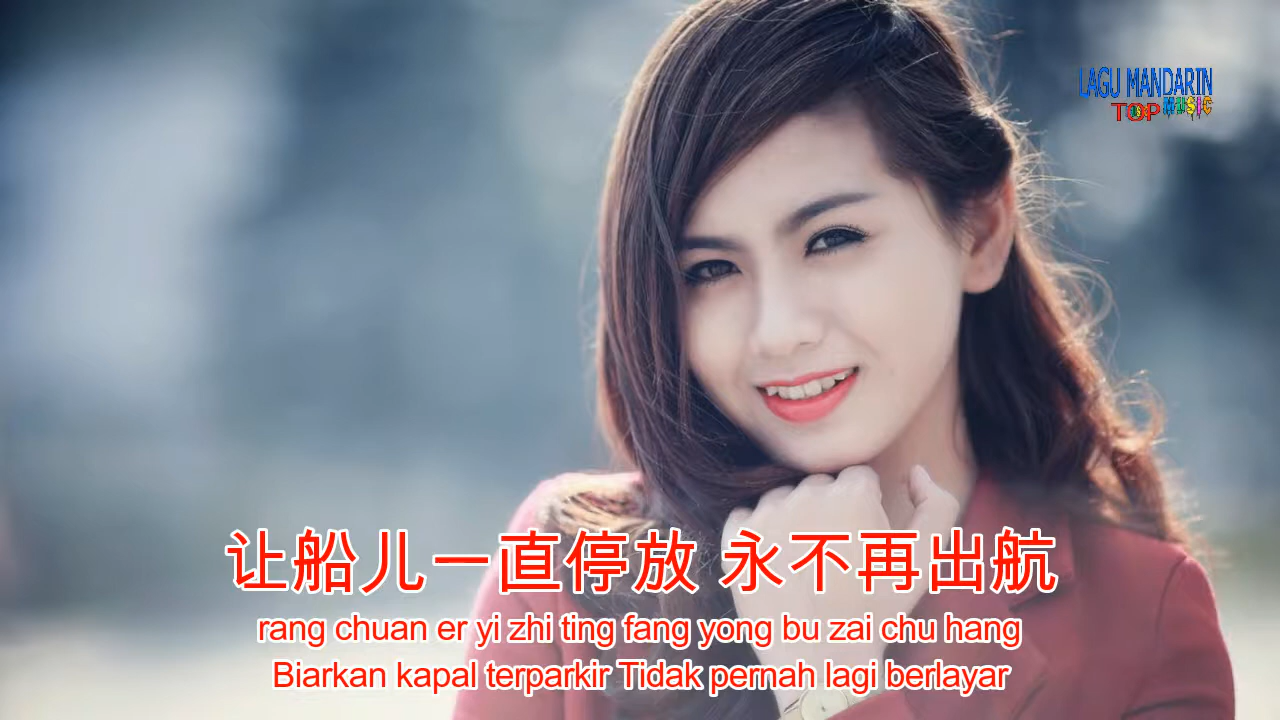 LAGU MANDARIN
TOP MUSIC
让船儿一直停放 永不再出航
rang chuan er yi zhi ting fang yong bu zai chu hang
Biarkan kapal terparkir Tidak pernah lagi berlayar